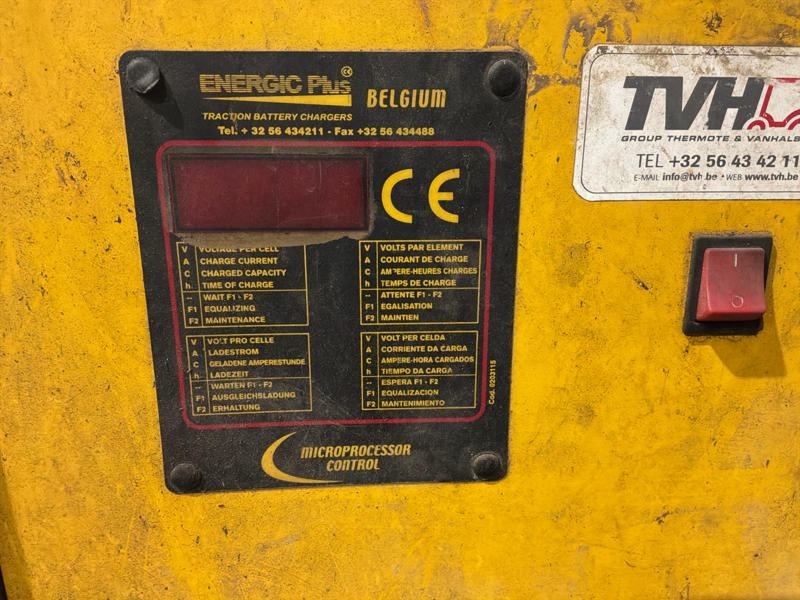 ENERGIC Plus
BELGIUM
TRACTION BATTERY CHARGERS
Tel. + 32 56 434211 - Fax +32 56 434488
CE
V VOLTAGE PER CELL
A CHARGE CURRENT
C CHARGED CAPACITY
h TIME OF CHARGE
-- WAIT F1 - F2
F1 EQUALIZING
F2 MAINTENANCE
V VOLTS PAR ELEMENT
A COURANT DE CHARGE
C AMPERE-HEURES CHARGES
h TEMPS DE CHARGE
-- ATTENTE F1 - F2
F1 EGALISATION
F2 MAINTIEN
V VOLT PRO CELLE
A LADESTROM
C GELADENE AMPERESTUNDE
h LADEZEIT
-- WARTEN F1 - F2
F1 AUSGLEICHSLADUNG
F2 ERHALTUNG
V VOLT PER CELDA
A CORRIENTE DA CARGA
C AMPERE-HORA CARGADOS
h TIEMPO DA CARGA
-- ESPERA F1 - F2
F1 EQUALIZACION
F2 MANTENIMIENTO
Cod. 0203115
MICROPROCESSOR
CONTROL
TVH
GROUP THERMOTE & VANHALS
TEL +32 56 43 42 11
E-MAIL info@tvh.be • WEB www.tvh.be